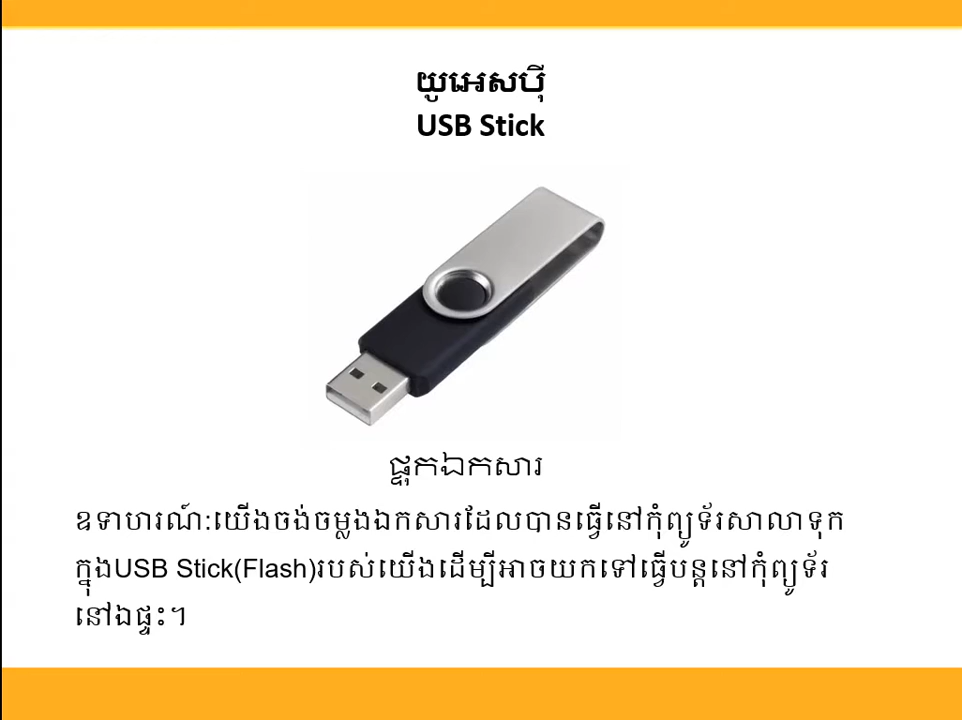 យូអេសប៊ី
USB Stick
ផ្ទុកឯកសារ
ឧទាហរណ៍:យើងចង់ចម្លងឯកសារដែលបានធ្វើនៅកុំព្យូទ័រសាលាទុក
ក្នុងUSB Stick(Flash)របស់យើងដើម្បីអាចយកទៅធ្វើបន្តនៅកុំព្យូទ័រ
នៅឯផ្ទះ។